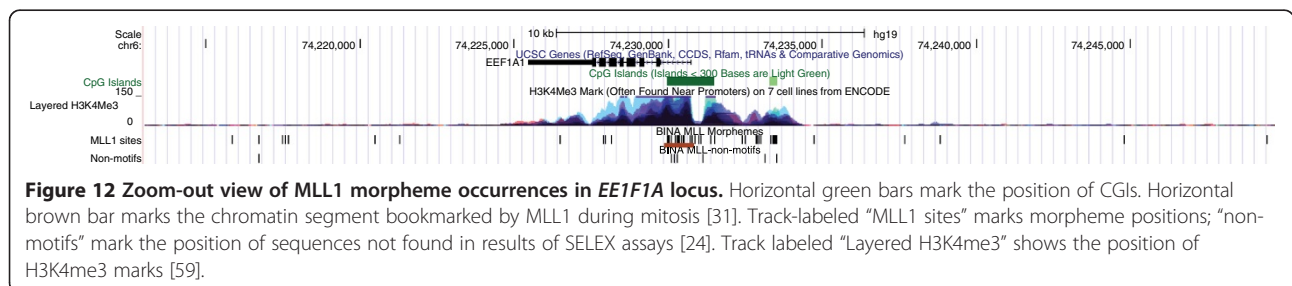 Scale 10 kb hg19
chr6: 74,220,000 74,225,000 74,230,000 74,235,000 74,240,000 74,245,000
UCSC Genes (RefSeq, GenBank, CCDS, Rfam, tRNAs & Comparative Genomics)
EEF1A1
CpG Islands (Islands < 300 Bases are Light Green)
CpG Islands
H3K4Me3 Mark (Often Found Near Promoters) on 7 cell lines from ENCODE
150
Layered H3K4Me3
0
BINA MLL Morphemes
MLL1 sites
BINA MLL-non-motifs
Non-motifs
Figure 12 Zoom-out view of MLL1 morpheme occurrences in EE1F1A locus. Horizontal green bars mark the position of CGIs. Horizontal
brown bar marks the chromatin segment bookmarked by MLL1 during mitosis [31]. Track-labeled “MLL1 sites” marks morpheme positions; “non-
motifs” mark the position of sequences not found in results of SELEX assays [24]. Track labeled “Layered H3K4me3” shows the position of
H3K4me3 marks [59].